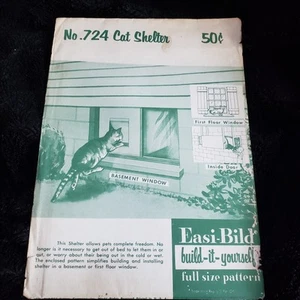 No. 724 Cat Shelter 50¢
First Floor Window
Inside Door
BASEMENT WINDOW
This Shelter allows pets complete freedom. No
longer is it necessary to get out of bed to let them in or
out, or worry about their being out in the cold or wet.
The enclosed pattern simplifies building and installing
shelter in a basement or first floor window.
Easi-Bild
build-it-yourself
full size pattern